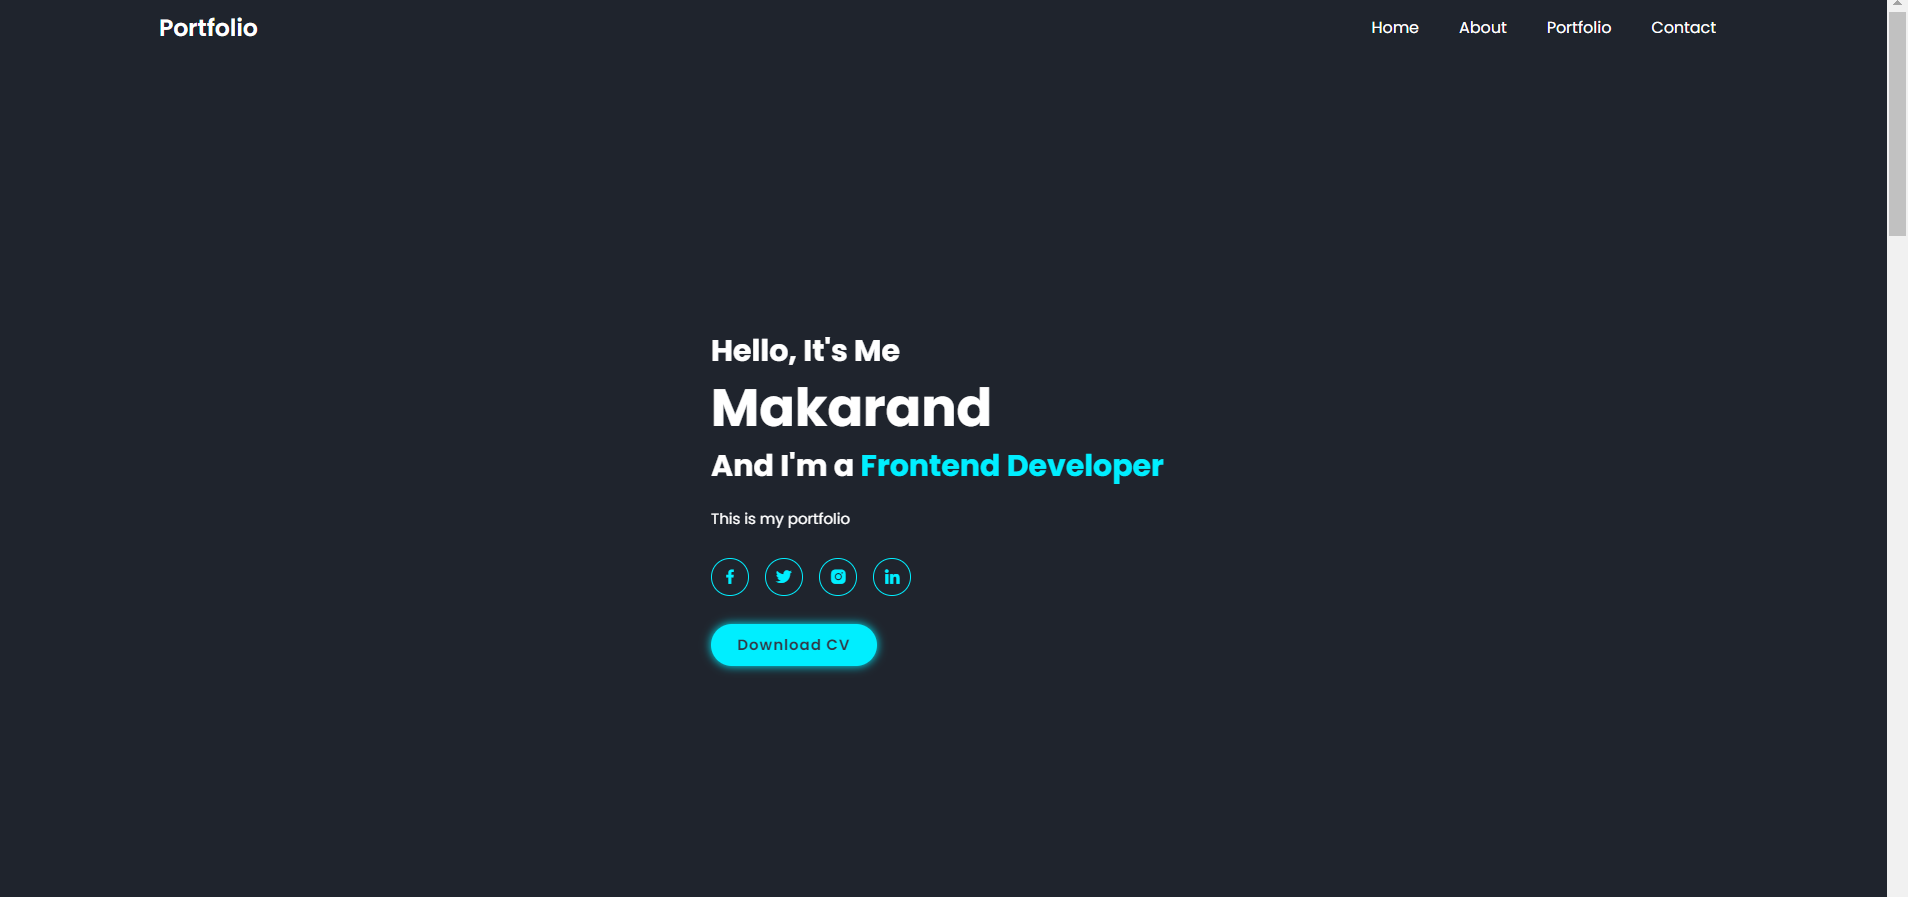 Portfolio
Home About Portfolio Contact
Hello, It's Me
Makarand
And I'm a Frontend Developer
This is my portfolio
Download CV